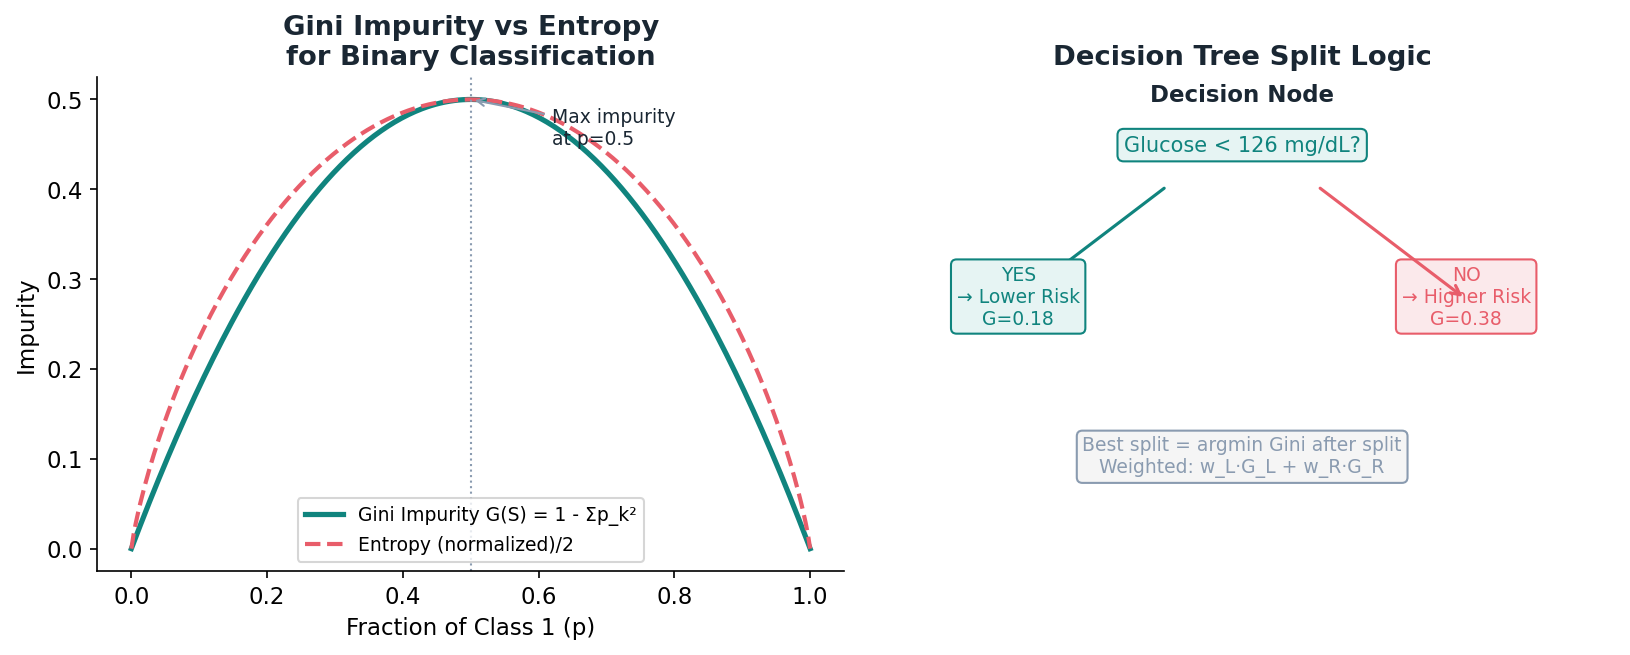 Gini Impurity vs Entropy
for Binary Classification
Impurity
0.5
0.4
0.3
0.2
0.1
0.0
Max impurity
at p=0.5
Gini Impurity G(S) = 1 - Σp_k²
Entropy (normalized)/2
0.0 0.2 0.4 0.6 0.8 1.0
Fraction of Class 1 (p)
Decision Tree Split Logic
Decision Node
Glucose < 126 mg/dL?
YES
→ Lower Risk
G=0.18
NO
→ Higher Risk
G=0.38
Best split = argmin Gini after split
Weighted: w_L·G_L + w_R·G_R